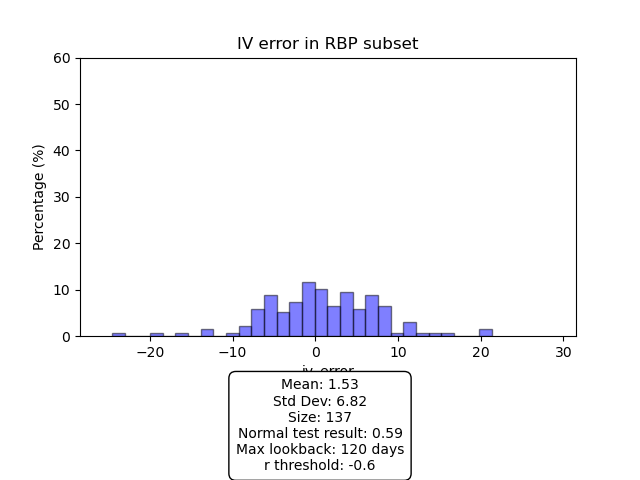 IV error in RBP subset
Percentage (%)
60
50
40
30
20
10
0
−20
−10
0
10
20
30
iv_error
Mean: 1.53
Std Dev: 6.82
Size: 137
Normal test result: 0.59
Max lookback: 120 days
r threshold: -0.6